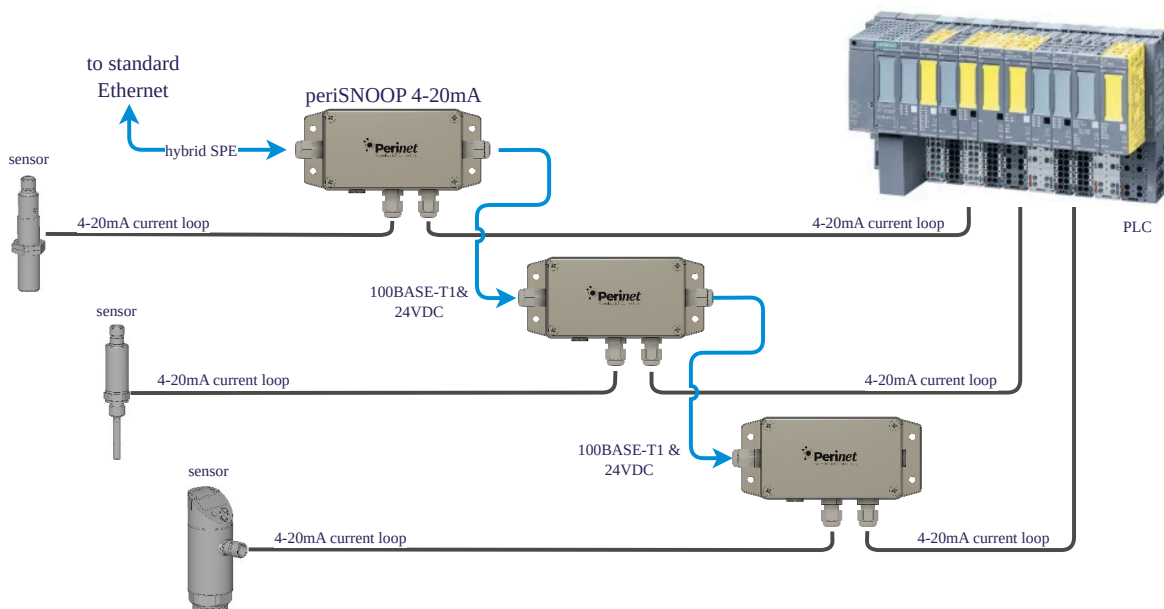 to standard
Ethernet
periSNOOP 4-20mA
hybrid SPE
Perinet
sensor
4-20mA current loop
4-20mA current loop
SIEMENS
PLC
100BASE-T1&
24VDC
Perinet
sensor
4-20mA current loop
4-20mA current loop
100BASE-T1 &
24VDC
Perinet
sensor
4-20mA current loop
4-20mA current loop